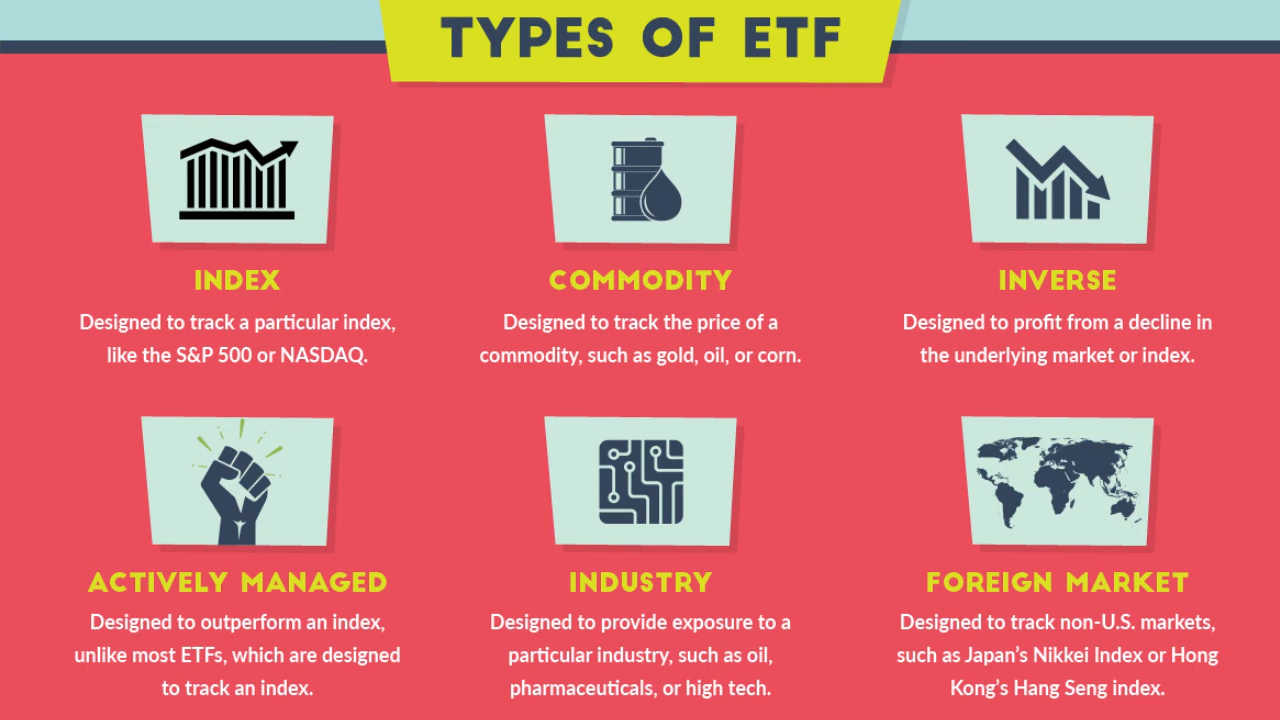 TYPES OF ETF
INDEX
Designed to track a particular index,
like the S&P 500 or NASDAQ.
COMMODITY
Designed to track the price of a
commodity, such as gold, oil, or corn.
INVERSE
Designed to profit from a decline in
the underlying market or index.
ACTIVELY MANAGED
Designed to outperform an index,
unlike most ETFs, which are designed
to track an index.
INDUSTRY
Designed to provide exposure to a
particular industry, such as oil,
pharmaceuticals, or high tech.
FOREIGN MARKET
Designed to track non-U.S. markets,
such as Japan’s Nikkei Index or Hong
Kong’s Hang Seng index.